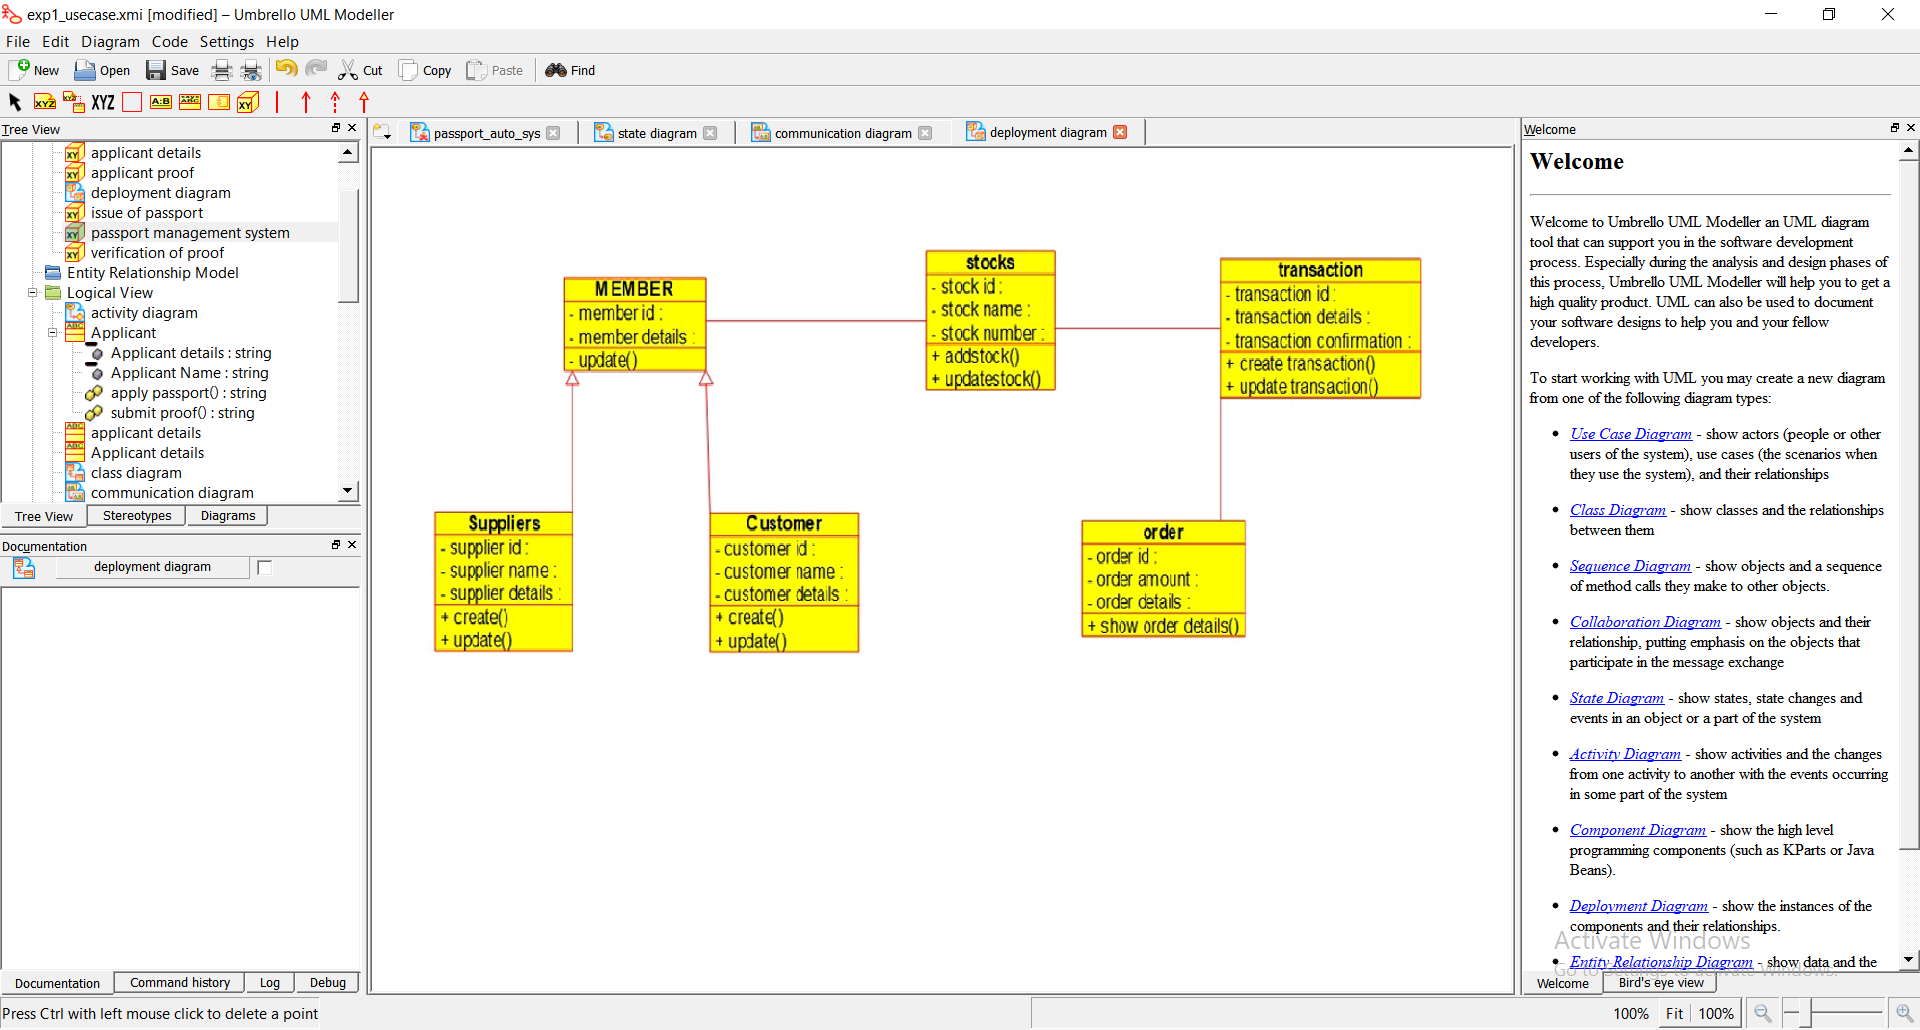 exp1_usecase.xmi [modified] – Umbrello UML Modeller
File Edit Diagram Code Settings Help
New Open Save Cut Copy Paste Find
XYZ XYZ XYZ A:B ABC XY
Tree View
applicant details
applicant proof
deployment diagram
issue of passport
passport management system
verification of proof
Entity Relationship Model
Logical View
activity diagram
Applicant
Applicant details : string
Applicant Name : string
apply passport() : string
submit proof() : string
applicant details
Applicant details
class diagram
communication diagram
Tree View Stereotypes Diagrams
Documentation
deployment diagram
Documentation Command history Log Debug
Press Ctrl with left mouse click to delete a point
passport_auto_sys state diagram communication diagram deployment diagram
MEMBER
- member id :
- member details :
- update()
stocks
- stock id :
- stock name :
- stock number :
+ addstock()
+ updatestock()
transaction
- transaction id :
- transaction details :
- transaction confirmation :
+ create transaction()
+ update transaction()
Suppliers
- supplier id :
- supplier name :
- supplier details :
+ create()
+ update()
Customer
- customer id :
- customer name :
- customer details :
+ create()
+ update()
order
- order id :
- order amount :
- order details :
+ show order details()
Welcome
Welcome
Welcome to Umbrello UML Modeller an UML diagram
tool that can support you in the software development
process. Especially during the analysis and design phases of
this process, Umbrello UML Modeller will help you to get a
high quality product. UML can also be used to document
your software designs to help you and your fellow
developers.
To start working with UML you may create a new diagram
from one of the following diagram types:
• Use Case Diagram - show actors (people or other
users of the system), use cases (the scenarios when
they use the system), and their relationships
• Class Diagram - show classes and the relationships
between them
• Sequence Diagram - show objects and a sequence
of method calls they make to other objects.
• Collaboration Diagram - show objects and their
relationship, putting emphasis on the objects that
participate in the message exchange
• State Diagram - show states, state changes and
events in an object or a part of the system
• Activity Diagram - show activities and the changes
from one activity to another with the events occurring
in some part of the system
• Component Diagram - show the high level
programming components (such as KParts or Java
Beans).
• Deployment Diagram - show the instances of the
components and their relationships.
Activate Windows
• Entity-Relationship Diagram - show data and the
Go to Settings to activate Windows.
Welcome Bird's eye view
100% Fit 100%